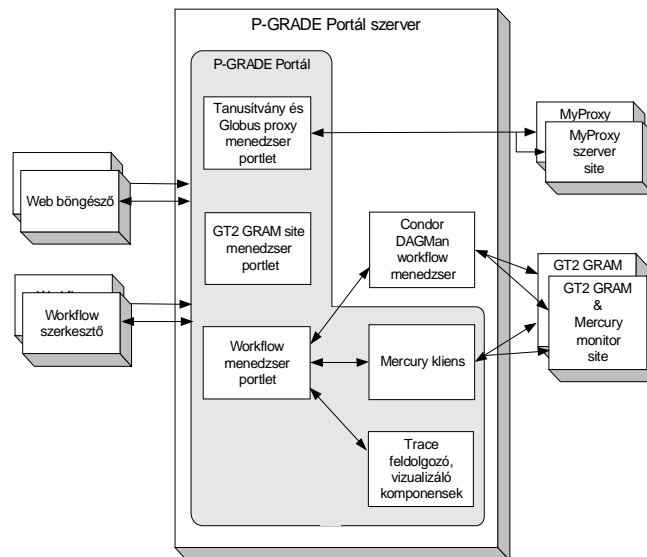 P-GRADE Portál szerver
P-GRADE Portál
Tanusítvány és
Globus proxy
menedzser
portlet
MyProxy
MyProxy
szerver
site
Web böngésző
GT2 GRAM site
menedzser
portlet
Condor
DAGMan
workflow
menedzser
GT2 GRAM
GT2 GRAM
&
Mercury
monitor
site
Workflow
szerkesztő
Workflow
menedzser
portlet
Mercury kliens
Trace
feldolgozó,
vizualizáló
komponensek